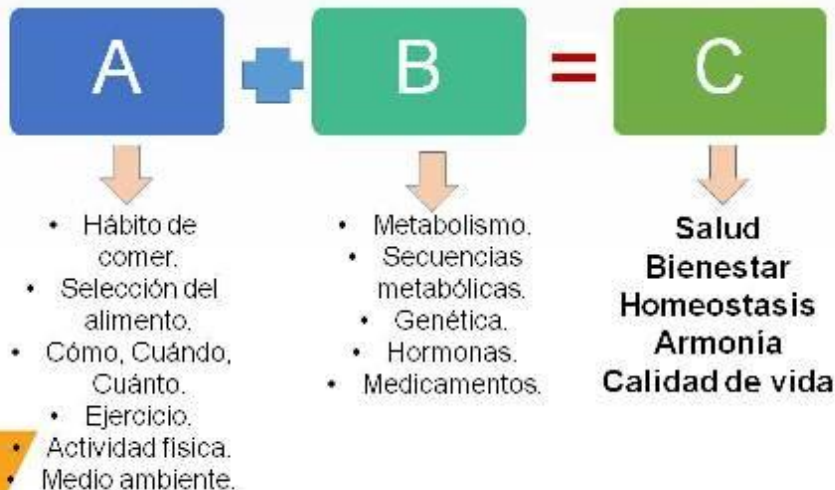 A + B = C
• Hábito de
comer.
• Selección del
alimento.
• Cómo, Cuándo,
Cuánto.
• Ejercicio.
• Actividad física.
• Medio ambiente.
• Metabolismo.
• Secuencias
metabólicas.
• Genética.
• Hormonas.
• Medicamentos.
Salud
Bienestar
Homeostasis
Armonía
Calidad de vida